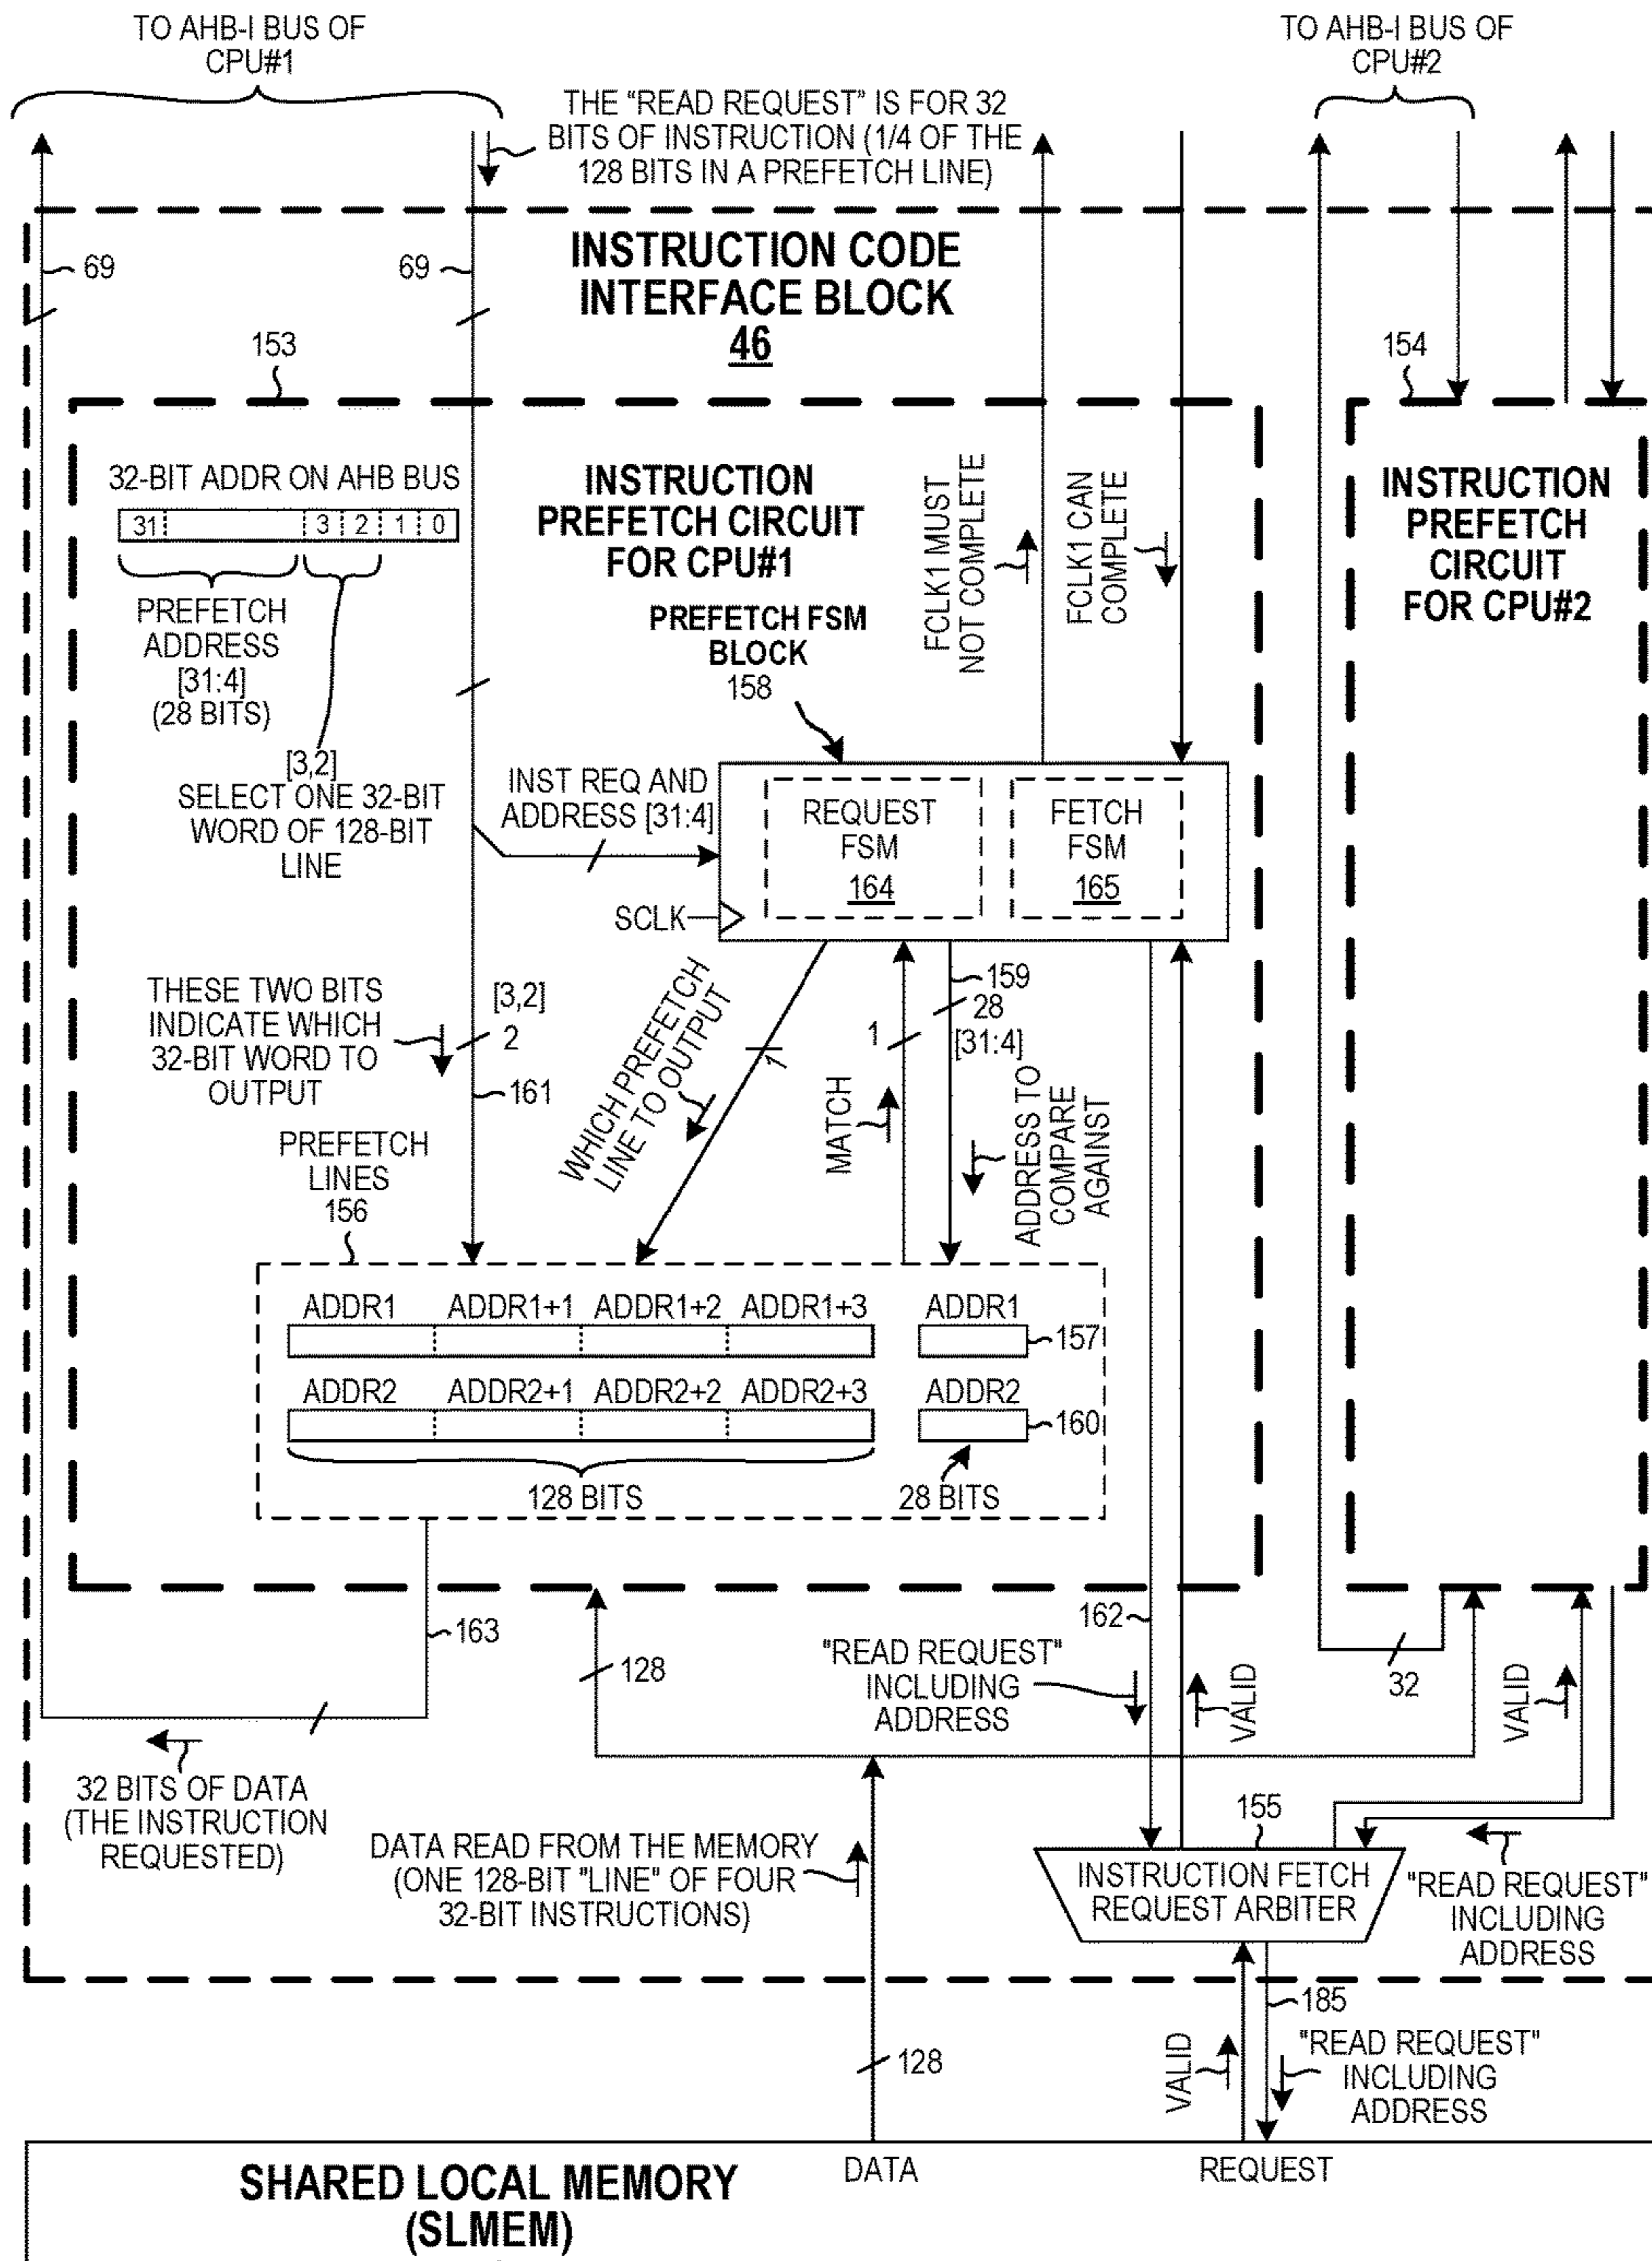 TO AHB-I BUS OF
CPU#1
TO AHB-I BUS OF
CPU#2
THE "READ REQUEST" IS FOR 32
BITS OF INSTRUCTION (1/4 OF THE
128 BITS IN A PREFETCH LINE)
69
69
INSTRUCTION CODE
INTERFACE BLOCK
46
153
154
32-BIT ADDR ON AHB BUS
31 3 2 1 0
PREFETCH
ADDRESS
[31:4]
(28 BITS)
[3,2]
SELECT ONE 32-BIT
WORD OF 128-BIT
LINE
INSTRUCTION
PREFETCH CIRCUIT
FOR CPU#1
PREFETCH FSM
BLOCK
158
FCLK1 MUST
NOT COMPLETE
FCLK1 CAN
COMPLETE
INSTRUCTION
PREFETCH
CIRCUIT
FOR CPU#2
INST REQ AND
ADDRESS [31:4]
REQUEST
FSM
164
FETCH
FSM
165
SCLK
THESE TWO BITS
INDICATE WHICH
32-BIT WORD TO
OUTPUT
[3,2]
2
161
WHICH PREFETCH
LINE TO OUTPUT
1
MATCH
1
159
28
[31:4]
ADDRESS TO
COMPARE
AGAINST
PREFETCH
LINES
156
ADDR1 ADDR1+1 ADDR1+2 ADDR1+3 ADDR1
157
ADDR2 ADDR2+1 ADDR2+2 ADDR2+3 ADDR2
160
128 BITS
28 BITS
163
128
162
"READ REQUEST"
INCLUDING
ADDRESS
VALID
32
VALID
32 BITS OF DATA
(THE INSTRUCTION
REQUESTED)
DATA READ FROM THE MEMORY
(ONE 128-BIT "LINE" OF FOUR
32-BIT INSTRUCTIONS)
155
INSTRUCTION FETCH
REQUEST ARBITER
"READ REQUEST"
INCLUDING
ADDRESS
128
VALID
185
"READ REQUEST"
INCLUDING
ADDRESS
DATA
REQUEST
SHARED LOCAL MEMORY
(SLMEM)